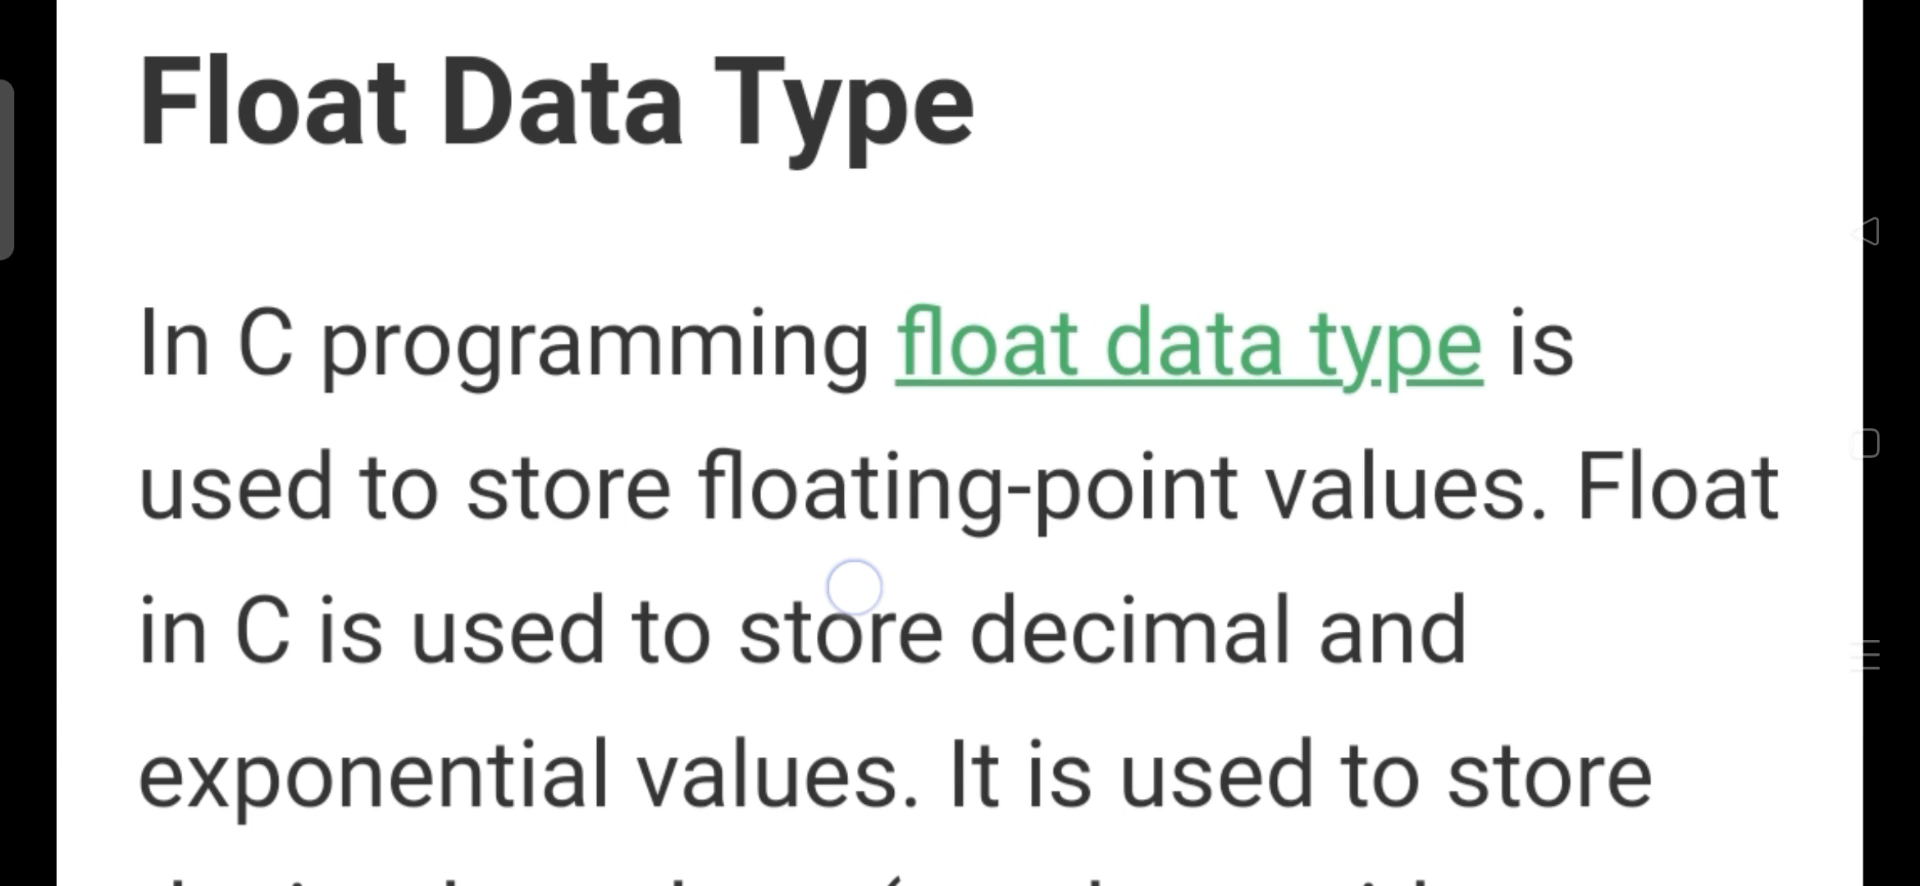 Float Data Type
In C programming float data type is
used to store floating-point values. Float
in C is used to store decimal and
exponential values. It is used to store